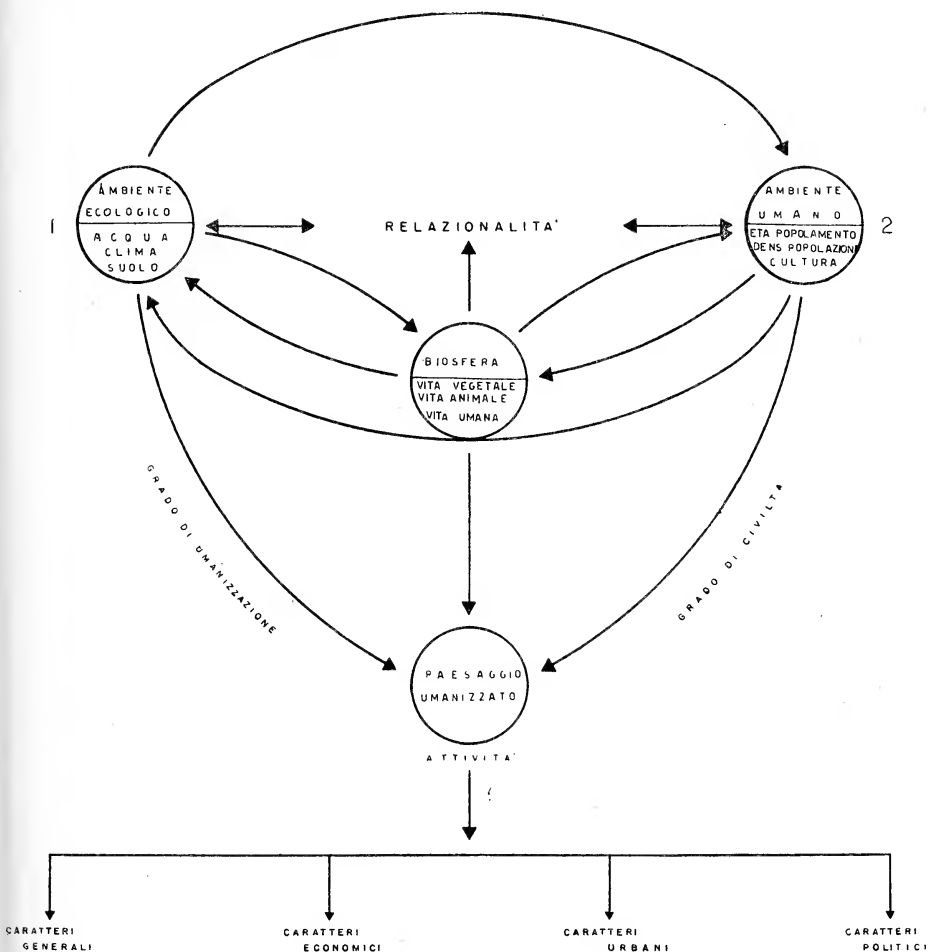 AMBIENTE
ECOLOGICO
ACQUA
CLIMA
SUOLO
1
RELAZIONALITA'
AMBIENTE
UMANO
ETA POPOLAMENTO
DENS POPOLAZIONE
CULTURA
2
BIOSFERA
VITA VEGETALE
VITA ANIMALE
VITA UMANA
GRADO DI UMANIZZAZIONE
GRADO DI CIVILTA
PAESAGGIO
UMANIZZATO
ATTIVITA'
CARATTERI
GENERALI
CARATTERI
ECONOMICI
CARATTERI
URBANI
CARATTERI
POLITICI